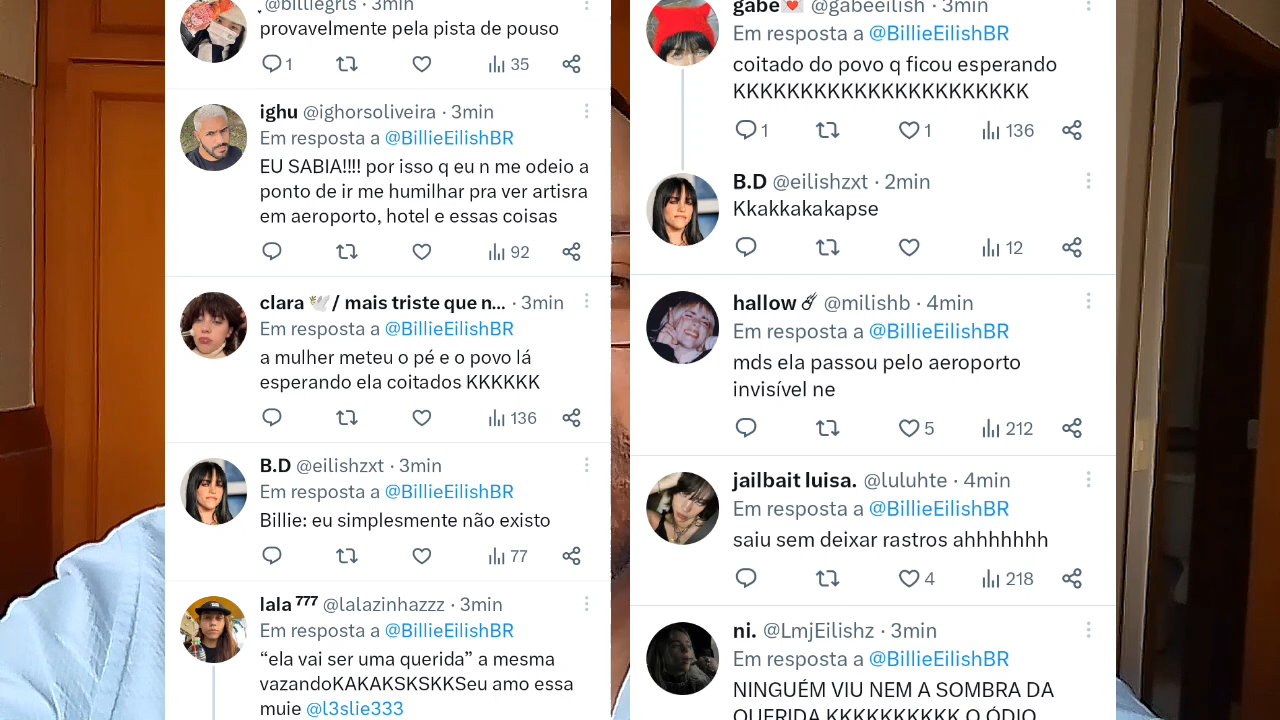 @billiegrls · 3min
provavelmente pela pista de pouso
1 35
ighu @ighorsoliveira · 3min
Em resposta a @BillieEilishBR
EU SABIA!!!! por isso q eu n me odeio a
ponto de ir me humilhar pra ver artisra
em aeroporto, hotel e essas coisas
92
clara 🕊️/ mais triste que n... · 3min
Em resposta a @BillieEilishBR
a mulher meteu o pé e o povo lá
esperando ela coitados KKKKKK
136
B.D @eilishzxt · 3min
Em resposta a @BillieEilishBR
Billie: eu simplesmente não existo
77
lala ⁷⁷⁷ @lalazinhazzz · 3min
Em resposta a @BillieEilishBR
“ela vai ser uma querida” a mesma
vazandoKAKAKSKSKKSeu amo essa
muie @l3slie333
gabe💌 @gabeeilish · 3min
Em resposta a @BillieEilishBR
coitado do povo q ficou esperando
KKKKKKKKKKKKKKKKKKKKKK
1 1 136
B.D @eilishzxt · 2min
Kkakkakakapse
12
hallow ☄ @milishb · 4min
Em resposta a @BillieEilishBR
mds ela passou pelo aeroporto
invisível ne
5 212
jailbait luisa. @luluhte · 4min
Em resposta a @BillieEilishBR
saiu sem deixar rastros ahhhhhhh
4 218
ni. @LmjEilishz · 3min
Em resposta a @BillieEilishBR
NINGUÉM VIU NEM A SOMBRA DA
QUERIDA KKKKKKKKKK O ÓDIO